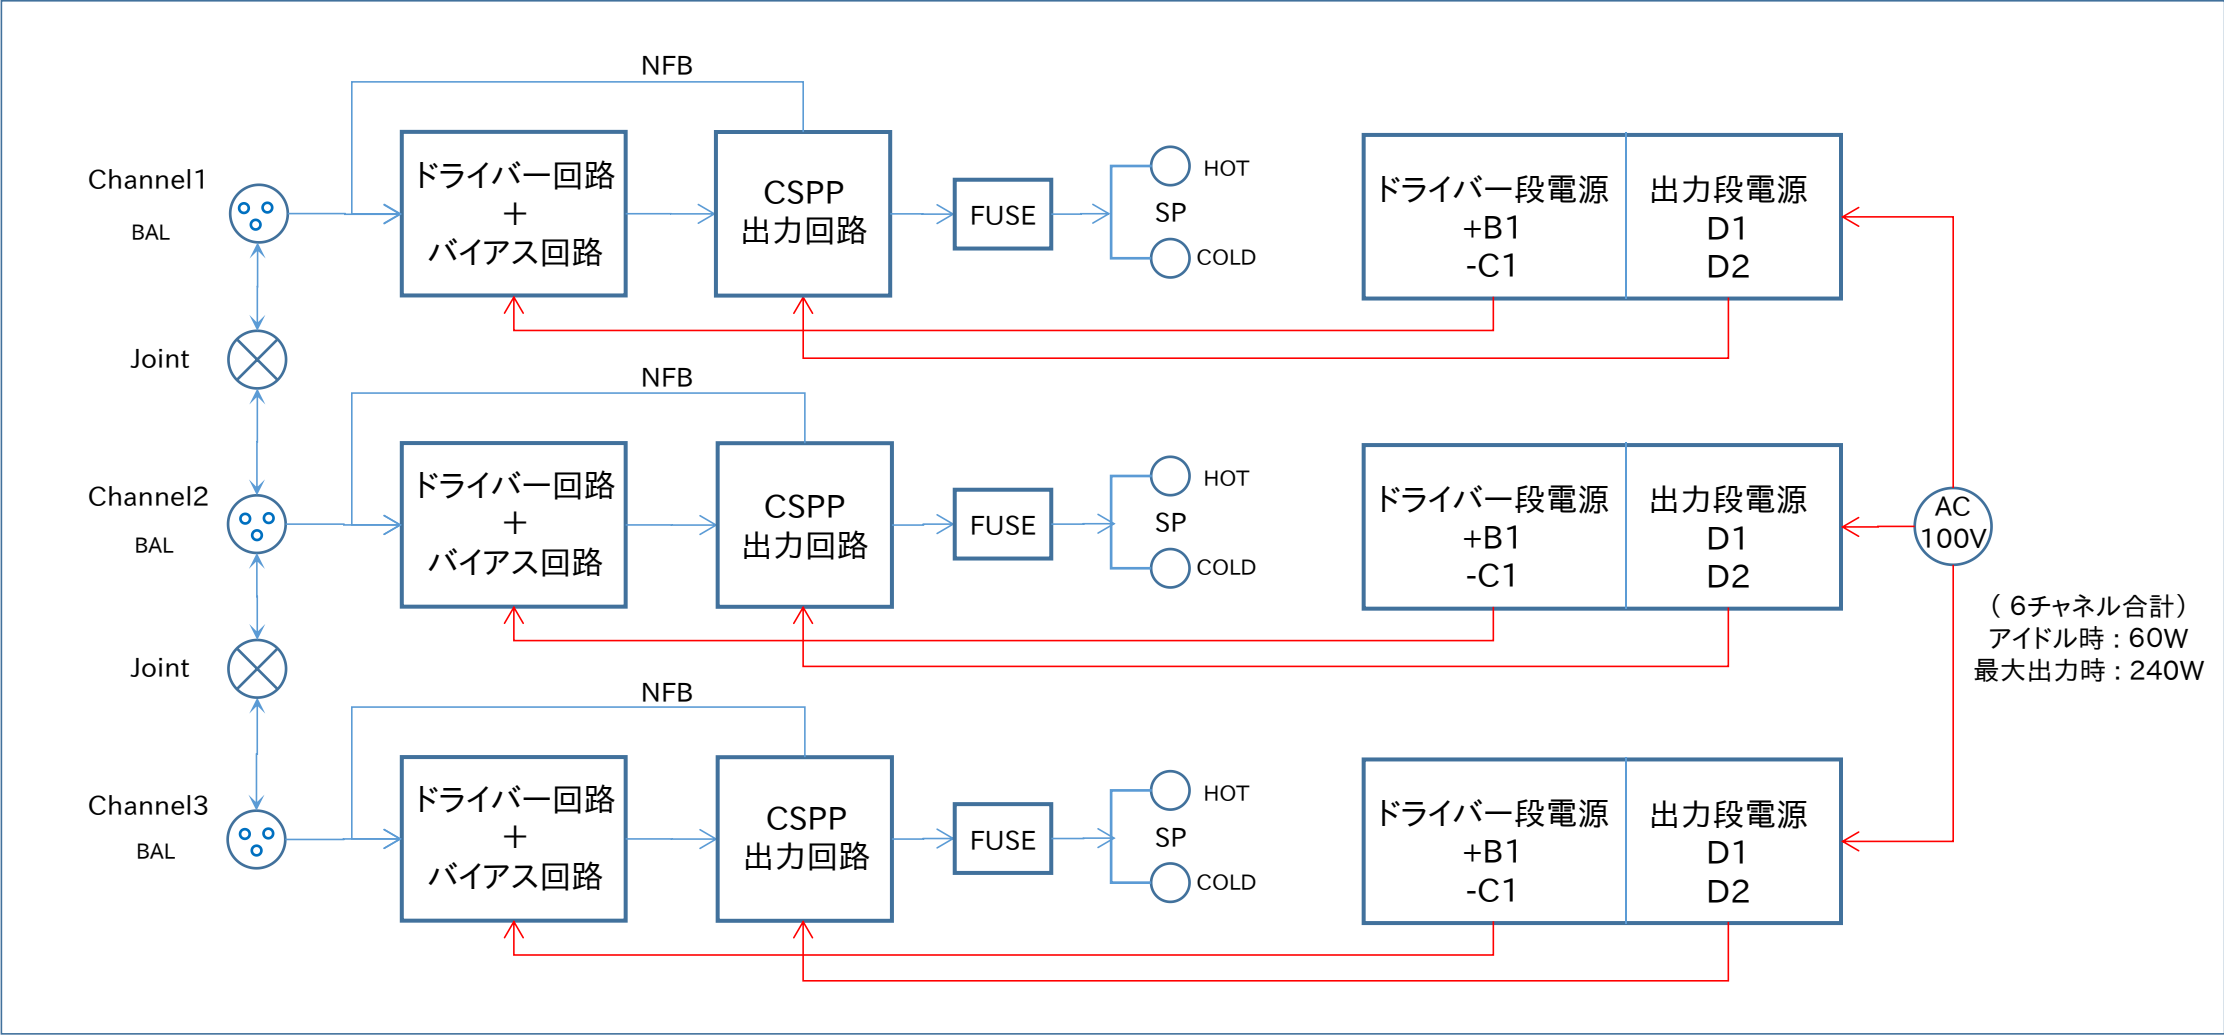 NFB
Channel1
BAL
ドライバー回路
+
バイアス回路
CSPP
出力回路
FUSE
HOT
SP
COLD
ドライバー段電源
+B1
-C1
出力段電源
D1
D2
Joint
NFB
Channel2
BAL
ドライバー回路
+
バイアス回路
CSPP
出力回路
FUSE
HOT
SP
COLD
ドライバー段電源
+B1
-C1
出力段電源
D1
D2
AC
100V
( 6チャネル合計)
アイドル時 : 60W
最大出力時 : 240W
Joint
NFB
Channel3
BAL
ドライバー回路
+
バイアス回路
CSPP
出力回路
FUSE
HOT
SP
COLD
ドライバー段電源
+B1
-C1
出力段電源
D1
D2